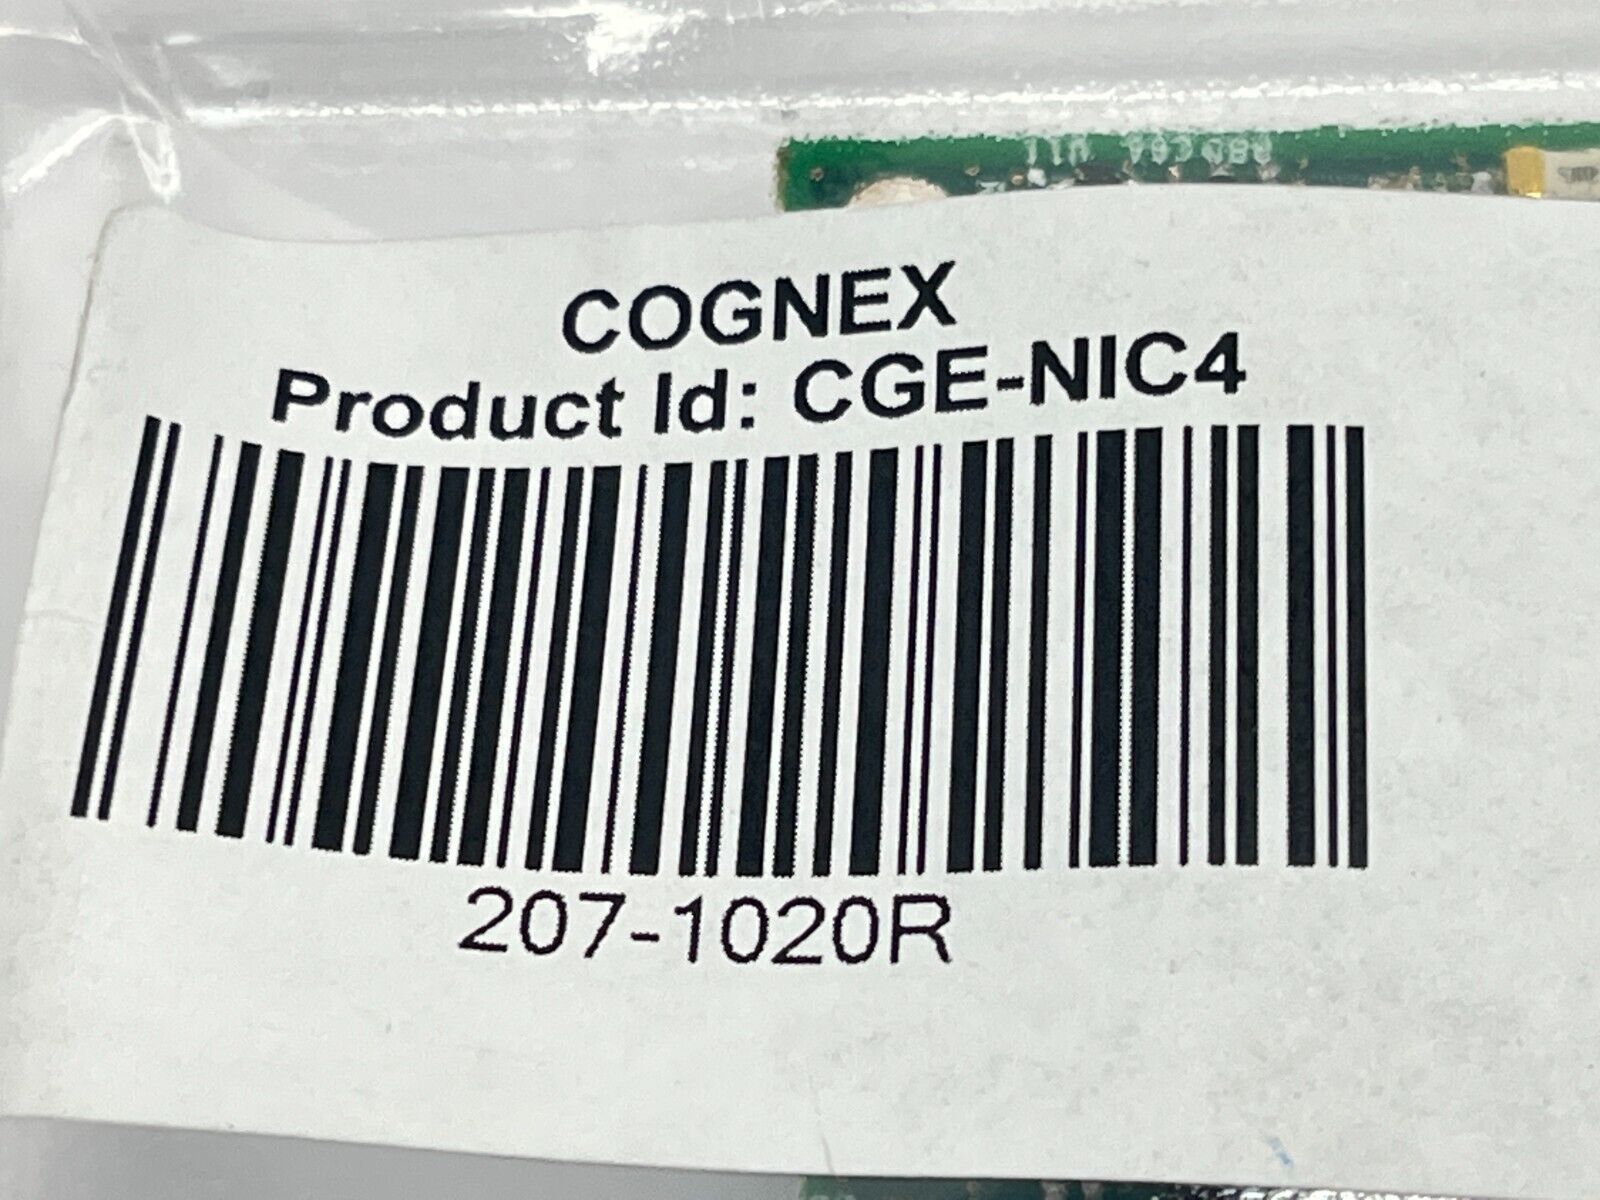 COGNEX
Product Id: CGE-NIC4
207-1020R